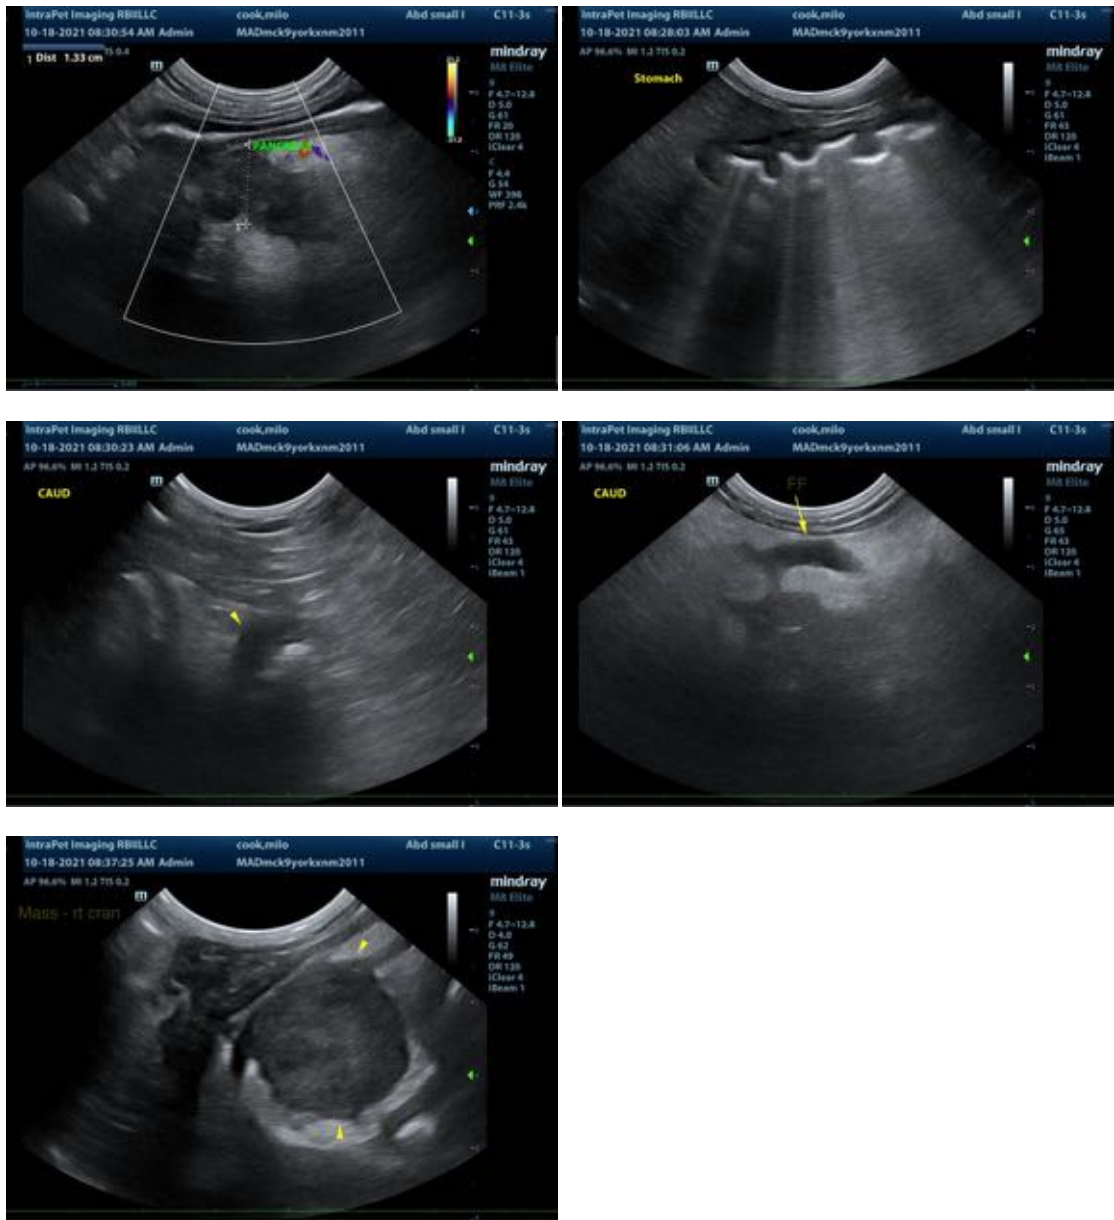 IntraPet Imaging RBIILLC cook,milo Abd small I C11-3s
10-18-2021 08:30:54 AM Admin MADmck9yorkxnm2011
1 Dist 1.33 cm TIS 0.4
mindray
M8 Elite
F 4.7-12.8
D 5.0
G 61
FR 20
DR 120
iClear 4
C
F 4.4
G 54
WF 398
PRF 2.4k
IntraPet Imaging RBIILLC cook,milo Abd small I C11-3s
10-18-2021 08:28:03 AM Admin MADmck9yorkxnm2011
AP 96.6% MI 1.2 TIS 0.2
mindray
M8 Elite
Stomach
F 4.7-12.8
D 5.0
G 61
FR 63
DR 120
iClear 4
iBeam 1
IntraPet Imaging RBIILLC cook,milo Abd small I C11-3s
10-18-2021 08:30:23 AM Admin MADmck9yorkxnm2011
AP 96.6% MI 1.2 TIS 0.2
mindray
M8 Elite
CAUD
F 4.7-12.8
D 5.0
G 61
FR 63
DR 120
iClear 4
iBeam 1
IntraPet Imaging RBIILLC cook,milo Abd small I C11-3s
10-18-2021 08:31:06 AM Admin MADmck9yorkxnm2011
AP 96.6% MI 1.2 TIS 0.2
mindray
M8 Elite
CAUD
FF
F 4.7-12.8
D 5.0
G 65
FR 63
DR 120
iClear 4
iBeam 1
IntraPet Imaging RBIILLC cook,milo Abd small I C11-3s
10-18-2021 08:37:25 AM Admin MADmck9yorkxnm2011
AP 96.6% MI 1.2 TIS 0.2
mindray
M8 Elite
Mass - rt cran
F 4.7-12.8
D 4.0
G 62
FR 49
DR 120
iClear 4
iBeam 1